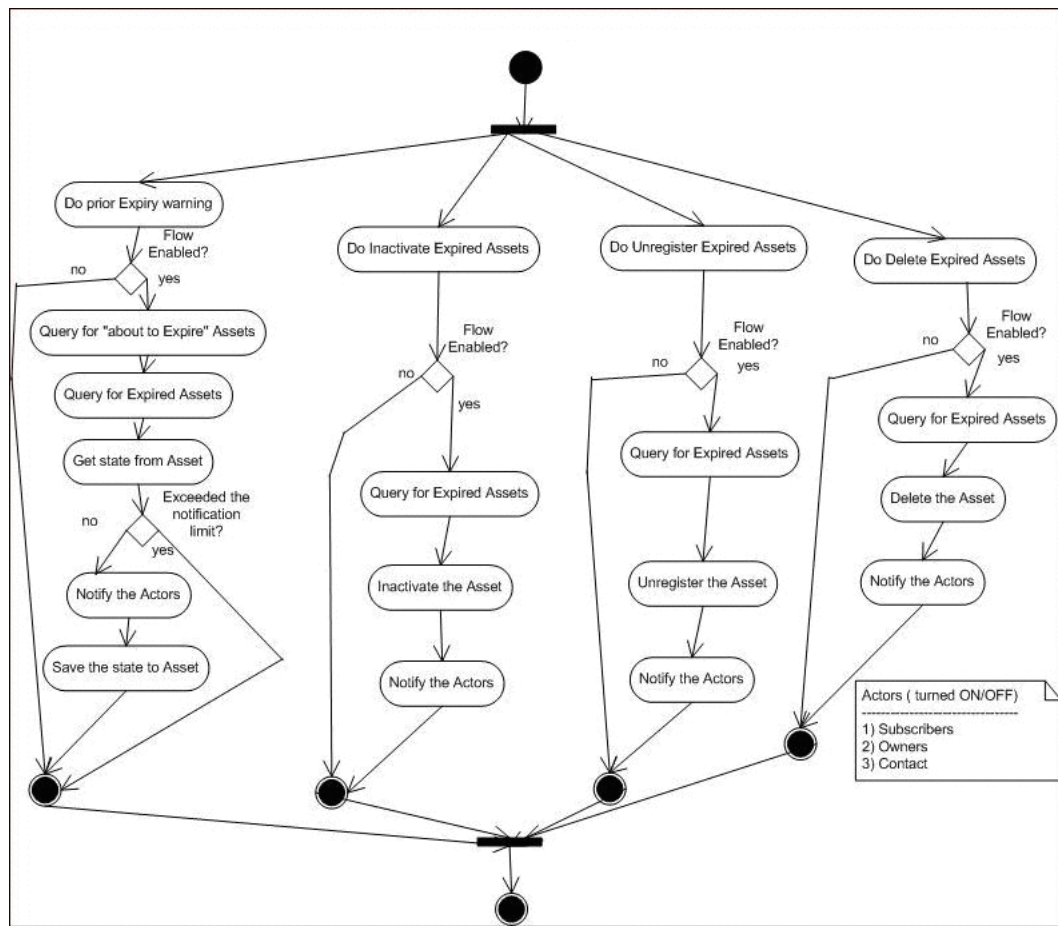 Do prior Expiry warning
Flow
Enabled?
no
yes
Query for "about to Expire" Assets
Query for Expired Assets
Get state from Asset
Exceeded the
notification
limit?
no
yes
Notify the Actors
Save the state to Asset
Do Inactivate Expired Assets
Flow
Enabled?
no
yes
Query for Expired Assets
Inactivate the Asset
Notify the Actors
Do Unregister Expired Assets
Flow
Enabled?
no
yes
Query for Expired Assets
Unregister the Asset
Notify the Actors
Do Delete Expired Assets
Flow
Enabled?
no
yes
Query for Expired Assets
Delete the Asset
Notify the Actors
Actors ( turned ON/OFF)
------------------------------------
1) Subscribers
2) Owners
3) Contact